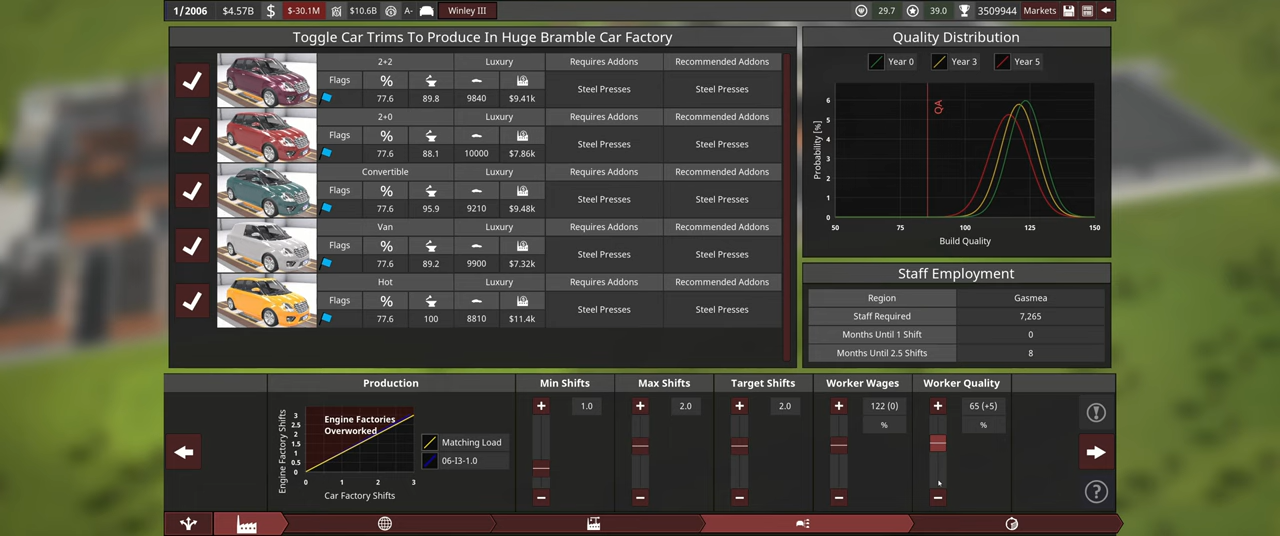 1/2006 $4.57B $ $-30.1M $10.6B A- Winley III 29.7 39.0 3509944 Markets
Toggle Car Trims To Produce In Huge Bramble Car Factory
2+2 Luxury Requires Addons Recommended Addons
Flags %
77.6 89.8 9840 $9.41k Steel Presses Steel Presses
2+0 Luxury Requires Addons Recommended Addons
Flags %
77.6 88.1 10000 $7.86k Steel Presses Steel Presses
Convertible Luxury Requires Addons Recommended Addons
Flags %
77.6 95.9 9210 $9.48k Steel Presses Steel Presses
Van Luxury Requires Addons Recommended Addons
Flags %
77.6 89.2 9900 $7.32k Steel Presses Steel Presses
Hot Luxury Requires Addons Recommended Addons
Flags %
77.6 100 8810 $11.4k Steel Presses Steel Presses
Quality Distribution
Year 0 Year 3 Year 5
QA
Probability [%]
6
5
4
3
2
1
0
50 75 100 125 150
Build Quality
Staff Employment
Region Gasmea
Staff Required 7,265
Months Until 1 Shift 0
Months Until 2.5 Shifts 8
Production
Engine Factory Shifts
3
2.5
2
1.5
1
0.5
0
Engine Factories
Overworked
0 1 2 3
Car Factory Shifts
Matching Load
06-I3-1.0
Min Shifts
+ 1.0
−
Max Shifts
+ 2.0
−
Target Shifts
+ 2.0
−
Worker Wages
+ 122 (0)
%
−
Worker Quality
+ 65 (+5)
%
−
!
?